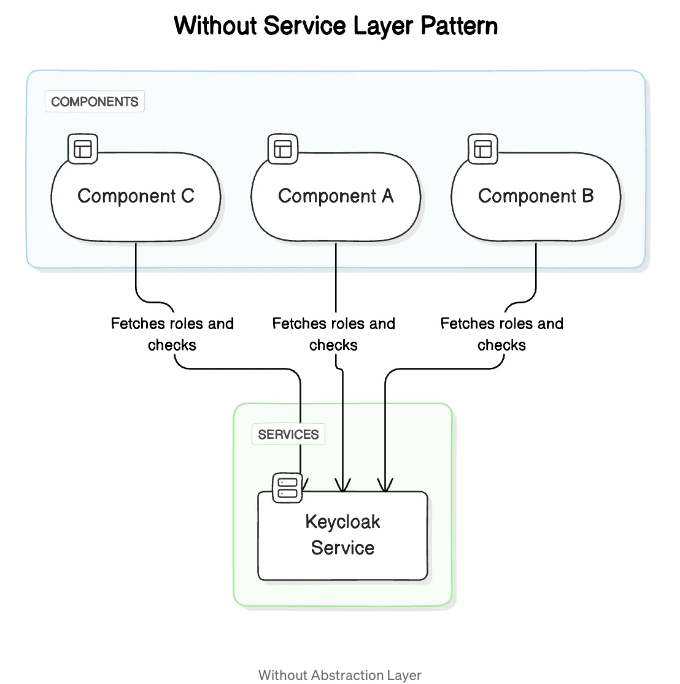 Without Service Layer Pattern
COMPONENTS
Component C
Component A
Component B
Fetches roles and
checks
Fetches roles and
checks
Fetches roles and
checks
SERVICES
Keycloak
Service
Without Abstraction Layer